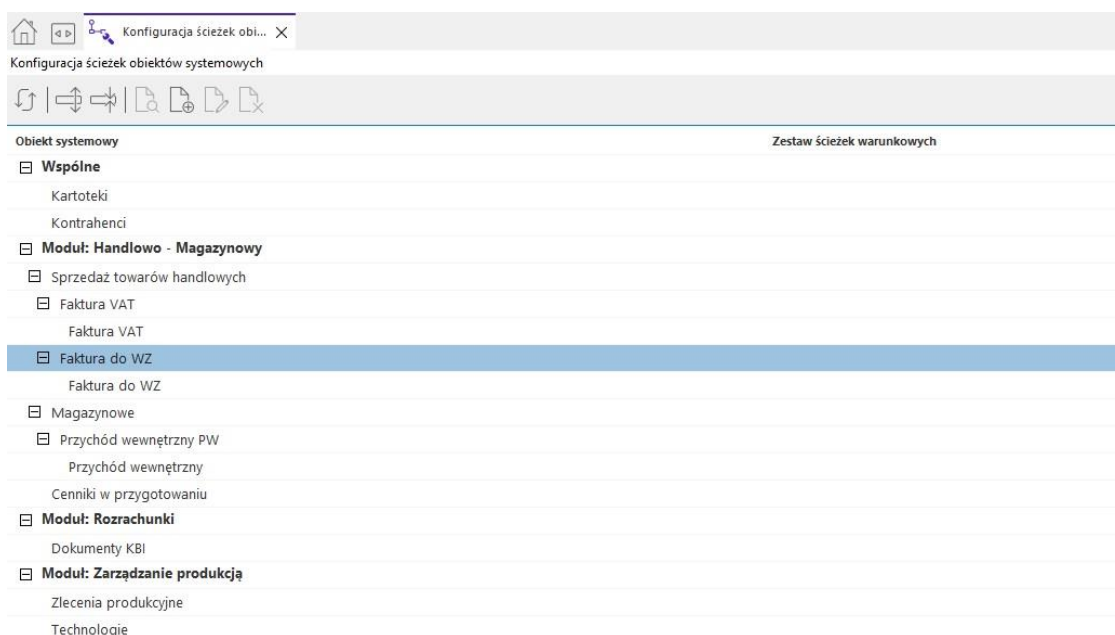 Konfiguracja ścieżek obi...
Konfiguracja ścieżek obiektów systemowych
Obiekt systemowy Zestaw ścieżek warunkowych
Wspólne
Kartoteki
Kontrahenci
Moduł: Handlowo - Magazynowy
Sprzedaż towarów handlowych
Faktura VAT
Faktura VAT
Faktura do WZ
Faktura do WZ
Magazynowe
Przychód wewnętrzny PW
Przychód wewnętrzny
Cenniki w przygotowaniu
Moduł: Rozrachunki
Dokumenty KBI
Moduł: Zarządzanie produkcją
Zlecenia produkcyjne
Technologie